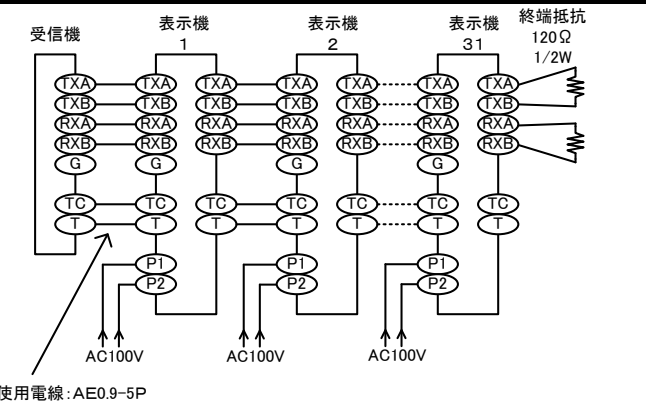 受信機
表示機
1
表示機
2
表示機
31
終端抵抗
120Ω
1/2W
TXA TXA TXA TXA TXA TXA TXA
TXB TXB TXB TXB TXB TXB TXB
RXA RXA RXA RXA RXA RXA RXA
RXB RXB RXB RXB RXB RXB RXB
G G G G
TC TC TC TC TC TC TC
T T T T T T T
P1 P1 P1
P2 P2 P2
AC100V AC100V AC100V
使用電線:AE0.9-5P